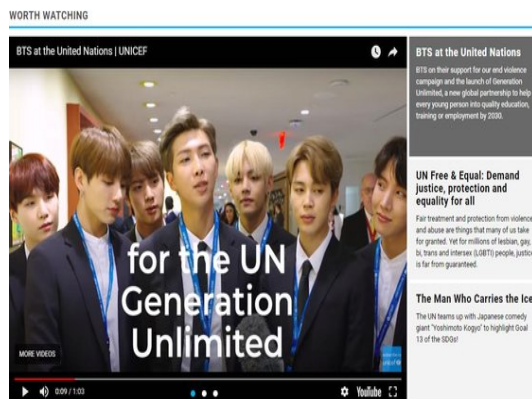 WORTH WATCHING
BTS at the United Nations | UNICEF
for the UN
Generation
Unlimited
MORE VIDEOS
0:09 / 1:03
YouTube
BTS at the United Nations
BTS on their support for our end violence
campaign and the launch of Generation
Unlimited, a new global partnership to help
every young person into quality education,
training or employment by 2030.
UN Free & Equal: Demand
justice, protection and
equality for all
Fair treatment and protection from violence
and abuse are things that many of us take
for granted. Yet for millions of lesbian, gay,
bi, trans and intersex (LGBTI) people, justice
is far from guaranteed.
The Man Who Carries the Ice
The UN teams up with Japanese comedy
giant "Yoshimoto Kogyo" to highlight Goal
13 of the SDGs!